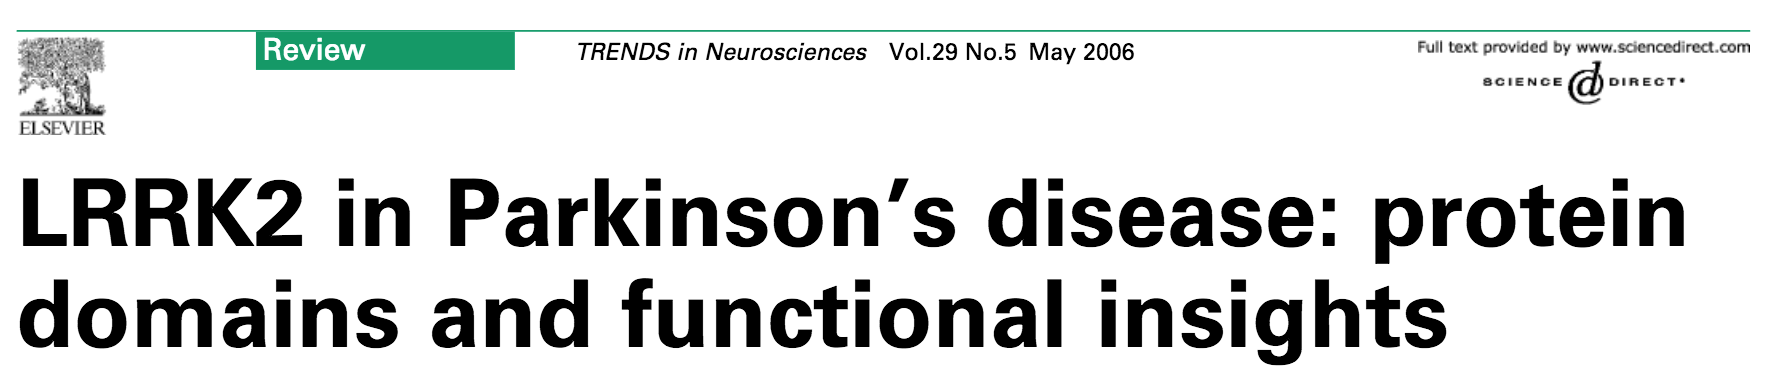 Review
TRENDS in Neurosciences Vol.29 No.5 May 2006
Full text provided by www.sciencedirect.com
SCIENCE @ DIRECT•
ELSEVIER
LRRK2 in Parkinson’s disease: protein
domains and functional insights